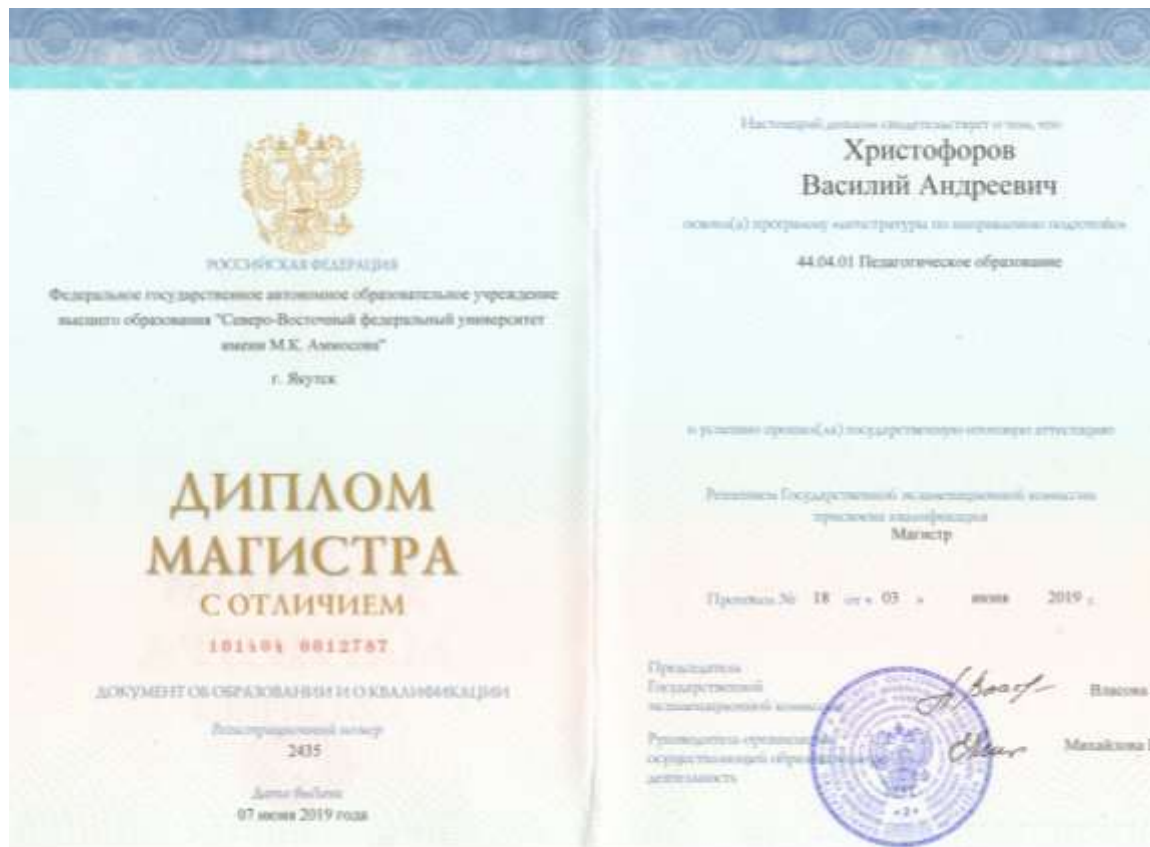 РОССИЙСКАЯ ФЕДЕРАЦИЯ
Федеральное государственное автономное образовательное учреждение
высшего образования "Северо-Восточный федеральный университет
имени М.К. Аммосова"
г. Якутск
ДИПЛОМ
МАГИСТРА
С ОТЛИЧИЕМ
101404 0012787
ДОКУМЕНТ ОБ ОБРАЗОВАНИИ И О КВАЛИФИКАЦИИ
Регистрационный номер
2435
Дата выдачи
07 июня 2019 года
Настоящий диплом свидетельствует о том, что
Христофоров
Василий Андреевич
освоил(а) программу магистратуры по направлению подготовки
44.04.01 Педагогическое образование
и успешно прошел(ла) государственную итоговую аттестацию
Решением Государственной экзаменационной комиссии
присвоена квалификация
Магистр
Протокол № 18 от « 03 » июня 2019 г.
Председатель
Государственной
экзаменационной комиссии
Власова
Руководитель организации,
осуществляющей образовательную
деятельность
Михайлова